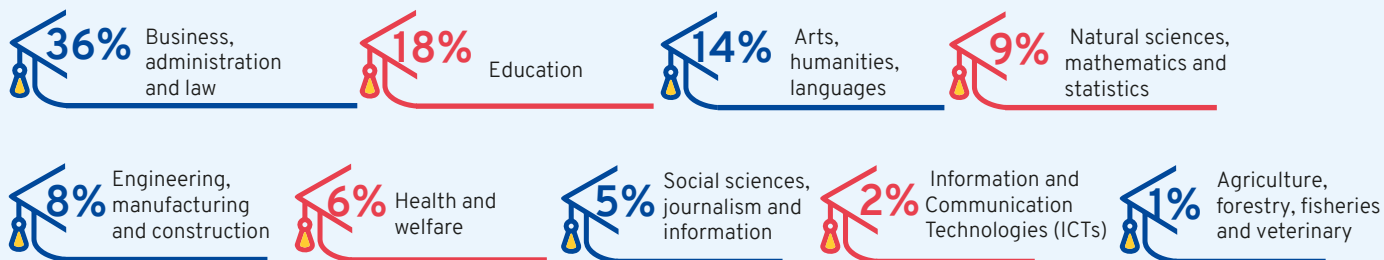 36%
Business,
administration
and law
18%
Education
14%
Arts,
humanities,
languages
9%
Natural sciences,
mathematics and
statistics
8%
Engineering,
manufacturing
and construction
6%
Health and
welfare
5%
Social sciences,
journalism and
information
2%
Information and
Communication
Technologies (ICTs)
1%
Agriculture,
forestry, fisheries
and veterinary